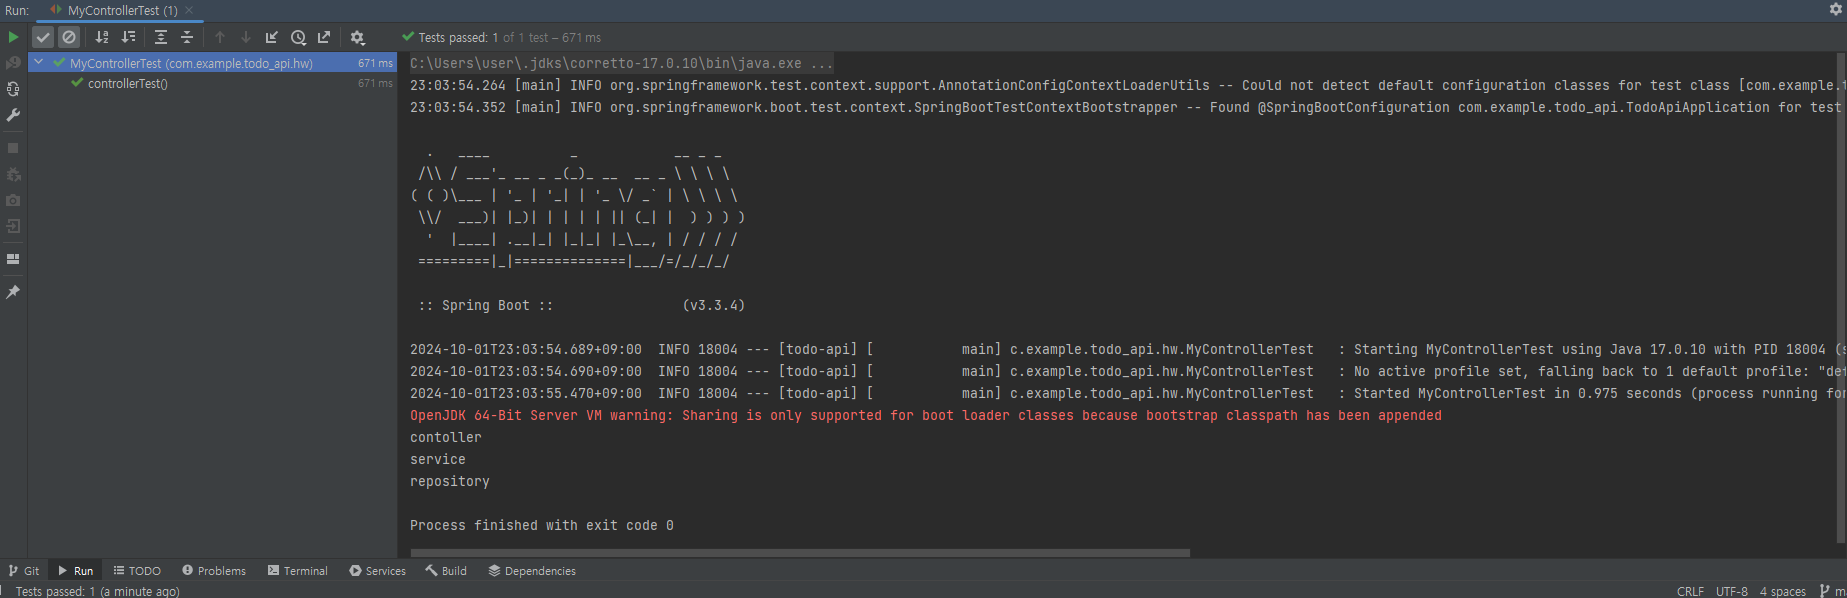 Run: MyControllerTest (1)
Tests passed: 1 of 1 test – 671 ms
MyControllerTest (com.example.todo_api.hw) 671 ms
controllerTest() 671 ms
C:\Users\user\.jdks\corretto-17.0.10\bin\java.exe ...
23:03:54.264 [main] INFO org.springframework.test.context.support.AnnotationConfigContextLoaderUtils -- Could not detect default configuration classes for test class [com.example.t
23:03:54.352 [main] INFO org.springframework.boot.test.context.SpringBootTestContextBootstrapper -- Found @SpringBootConfiguration com.example.todo_api.TodoApiApplication for test
  .   ____          _            __ _ _
 /\\ / ___'_ __ _ _(_)_ __  __ _ \ \ \ \
( ( )\___ | '_ | '_| | '_ \/ _` | \ \ \ \
 \\/  ___)| |_)| | | | | || (_| |  ) ) ) )
  '  |____| .__|_| |_|_| |_\__, | / / / /
 =========|_|==============|___/=/_/_/_/
:: Spring Boot :: (v3.3.4)
2024-10-01T23:03:54.689+09:00  INFO 18004 --- [todo-api] [           main] c.example.todo_api.hw.MyControllerTest   : Starting MyControllerTest using Java 17.0.10 with PID 18004 (s
2024-10-01T23:03:54.690+09:00  INFO 18004 --- [todo-api] [           main] c.example.todo_api.hw.MyControllerTest   : No active profile set, falling back to 1 default profile: "def
2024-10-01T23:03:55.470+09:00  INFO 18004 --- [todo-api] [           main] c.example.todo_api.hw.MyControllerTest   : Started MyControllerTest in 0.975 seconds (process running for
OpenJDK 64-Bit Server VM warning: Sharing is only supported for boot loader classes because bootstrap classpath has been appended
contoller
service
repository
Process finished with exit code 0
Git Run TODO Problems Terminal Services Build Dependencies
Tests passed: 1 (a minute ago) CRLF UTF-8 4 spaces m